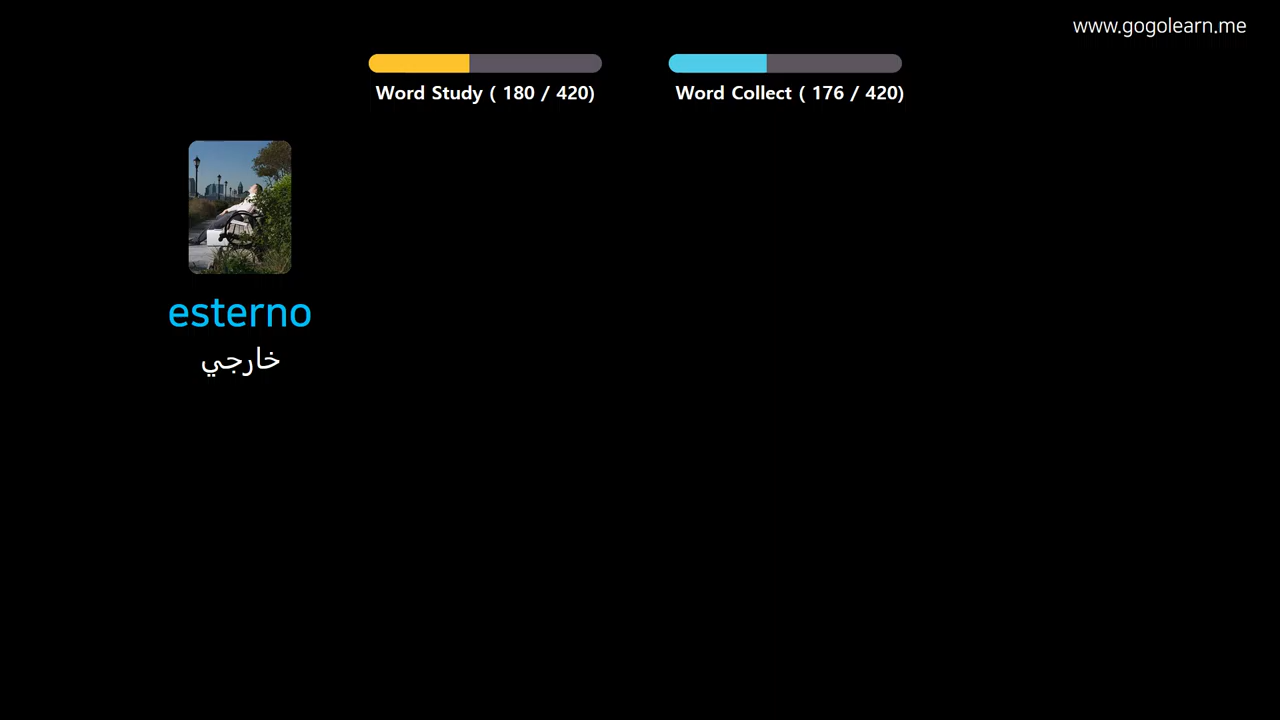 www.gogolearn.me
Word Study ( 180 / 420)
Word Collect ( 176 / 420)
esterno
خارجي